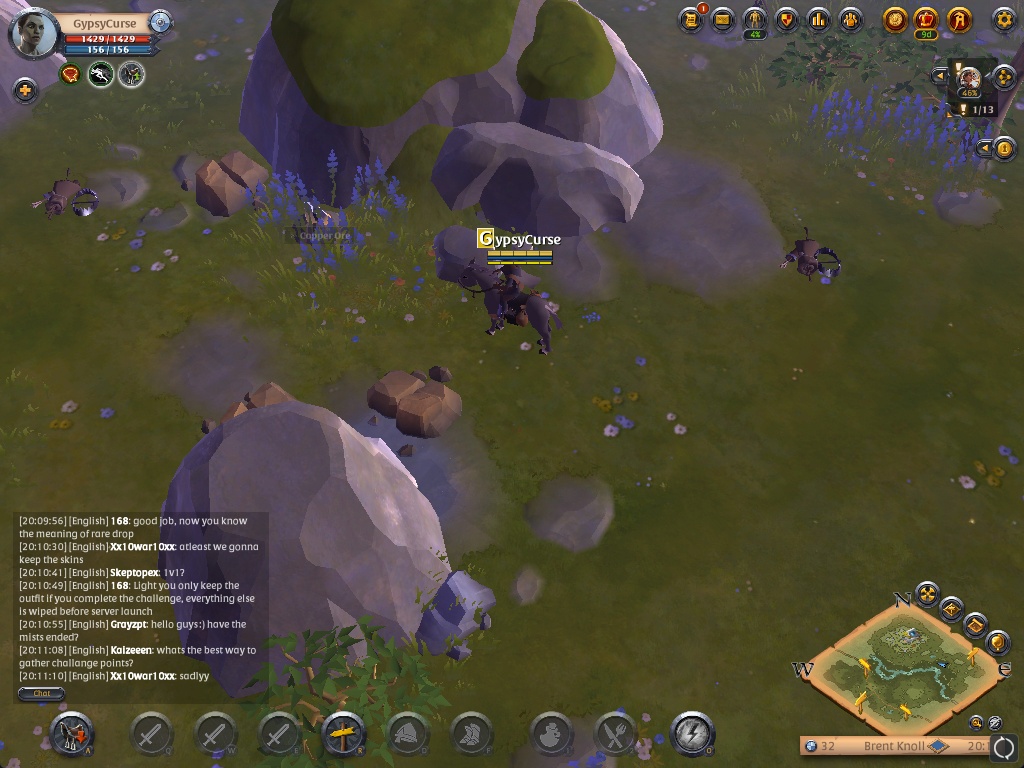 GypsyCurse
1429 / 1429
156 / 156
1
4%
9d
46%
1/13
Copper Ore
GypsyCurse
[20:09:56] [English] 168: good job, now you know
the meaning of rare drop
[20:10:30] [English] Xx10war10xx: atleast we gonna
keep the skins
[20:10:41] [English] Skeptopex: 1v1?
[20:10:49] [English] 168: Light you only keep the
outfit if you complete the challenge, everything else
is wiped before server launch
[20:10:55] [English] Grayzpt: hello guys:) have the
mists ended?
[20:11:08] [English] Kaizeeen: whats the best way to
gather challange points?
[20:11:10] [English] Xx10war10xx: sadlyy
Chat
A
Q
W
E
R
D
F
N
W
E
32
Brent Knoll
20: